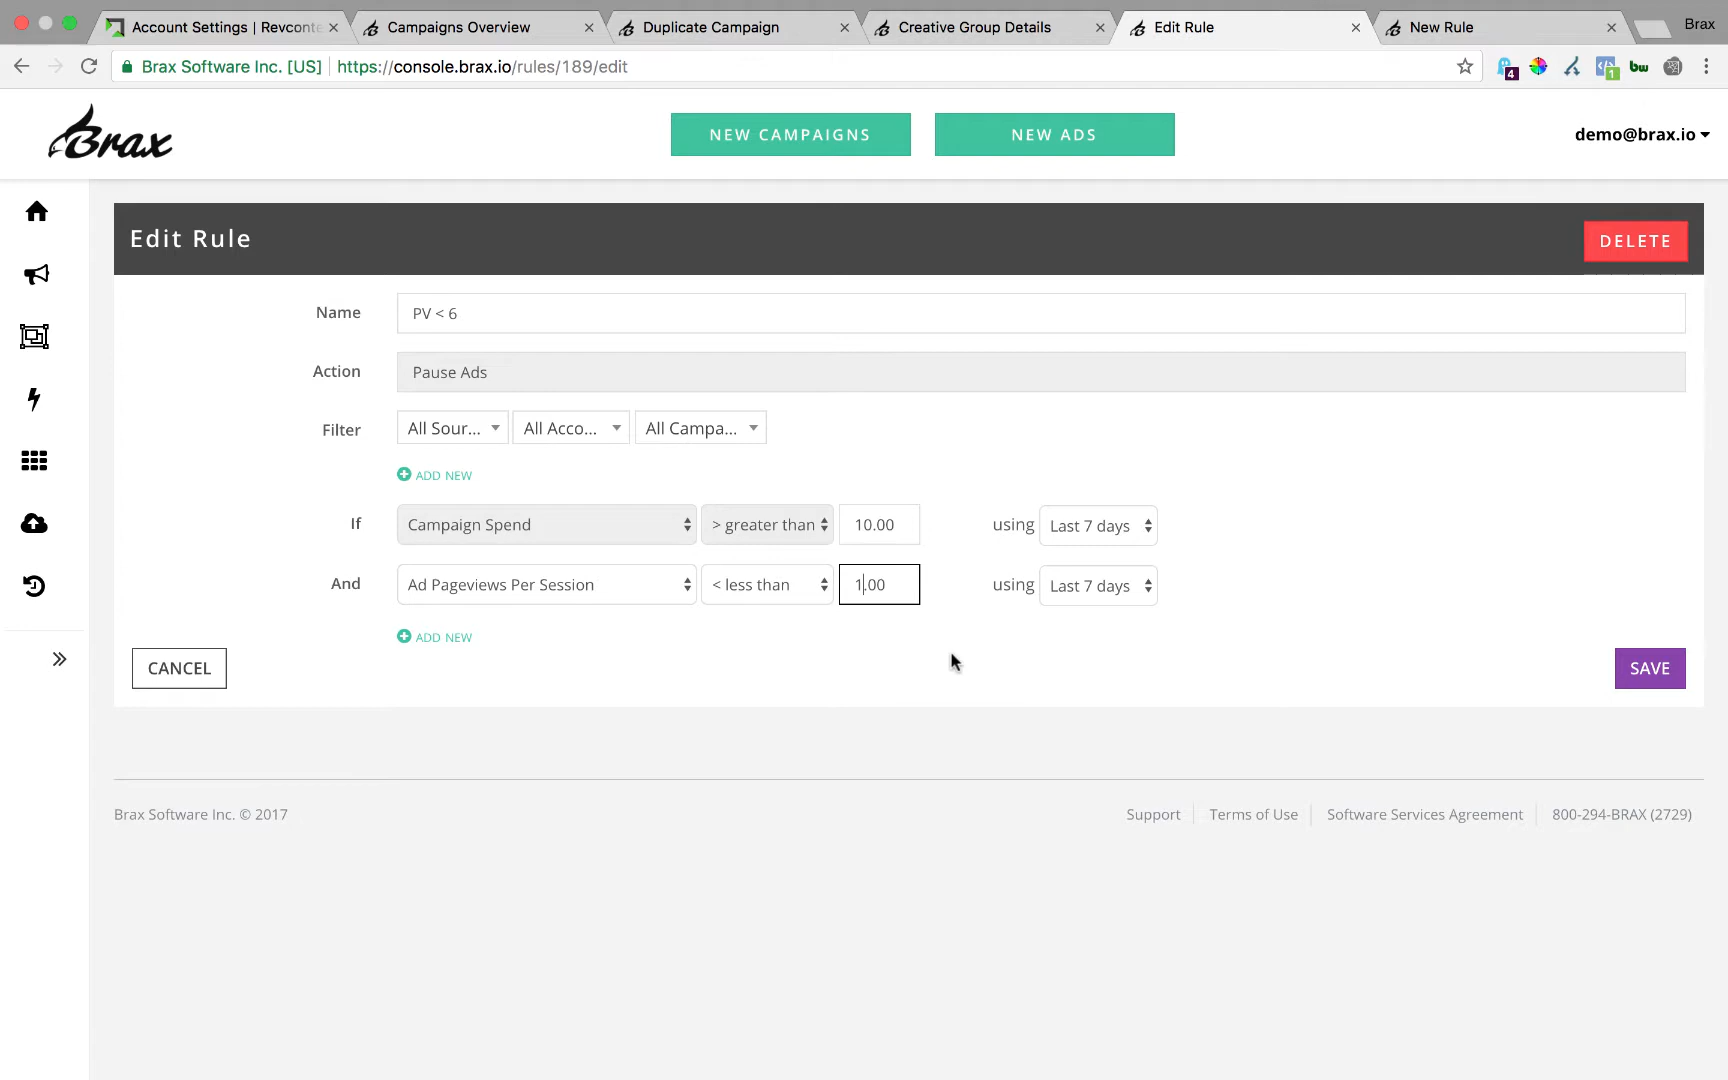 Account Settings | Revconte
Campaigns Overview
Duplicate Campaign
Creative Group Details
Edit Rule
New Rule
Brax
Brax Software Inc. [US]
https://console.brax.io/rules/189/edit
4
1
bw
Brax
NEW CAMPAIGNS
NEW ADS
demo@brax.io
Edit Rule
DELETE
Name
PV < 6
Action
Pause Ads
Filter
All Sour...
All Acco...
All Campa...
ADD NEW
If
Campaign Spend
> greater than
10.00
using
Last 7 days
And
Ad Pageviews Per Session
< less than
1.00
using
Last 7 days
ADD NEW
CANCEL
SAVE
Brax Software Inc. © 2017
Support
Terms of Use
Software Services Agreement
800-294-BRAX (2729)